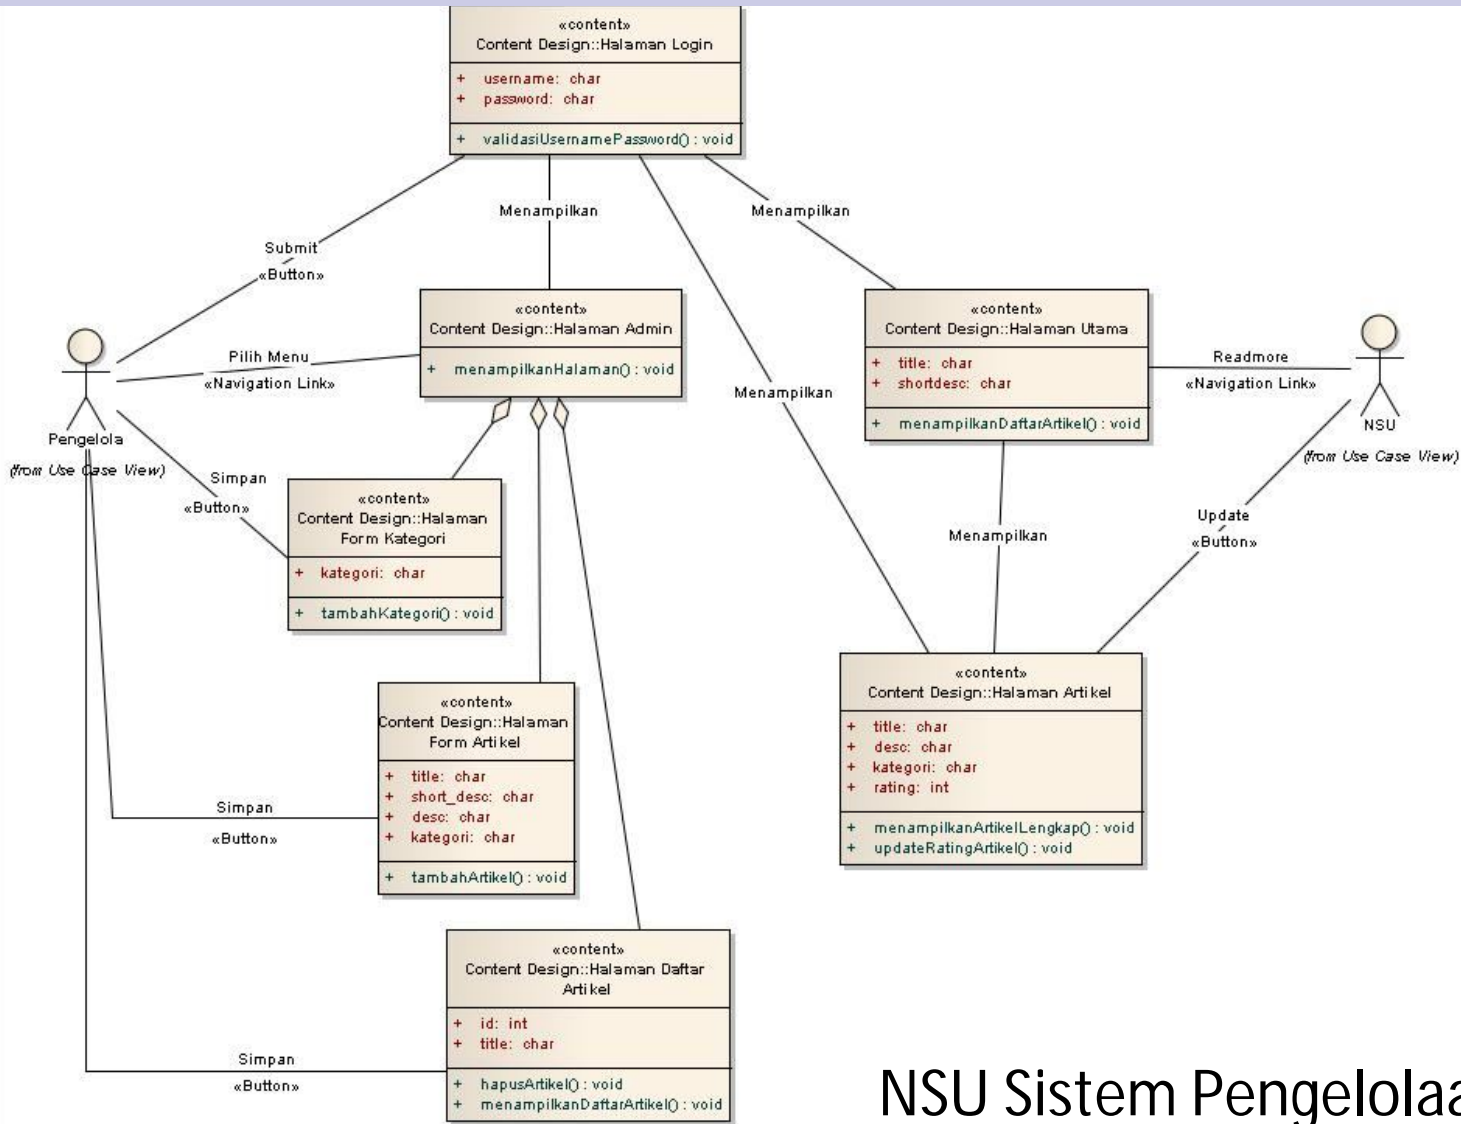 «content»
Content Design::Halaman Login
+ username: char
+ password: char
+ validasiUsernamePassword() : void
Menampilkan
Menampilkan
Submit
«Button»
«content»
Content Design::Halaman Admin
+ menampilkanHalaman() : void
«content»
Content Design::Halaman Utama
+ title: char
+ shortdesc: char
+ menampilkanDaftarArtikel() : void
Pilih Menu
«Navigation Link»
Readmore
«Navigation Link»
Menampilkan
Pengelola
(from Use Case View)
NSU
(from Use Case View)
Simpan
«Button»
«content»
Content Design::Halaman
Form Kategori
+ kategori: char
+ tambahKategori() : void
Menampilkan
Update
«Button»
«content»
Content Design::Halaman
Form Artikel
+ title: char
+ short_desc: char
+ desc: char
+ kategori: char
+ tambahArtikel() : void
«content»
Content Design::Halaman Artikel
+ title: char
+ desc: char
+ kategori: char
+ rating: int
+ menampilkanArtikelLengkap() : void
+ updateRatingArtikel() : void
Simpan
«Button»
«content»
Content Design::Halaman Daftar
Artikel
+ id: int
+ title: char
+ hapusArtikel() : void
+ menampilkanDaftarArtikel() : void
Simpan
«Button»
NSU Sistem Pengelolaa